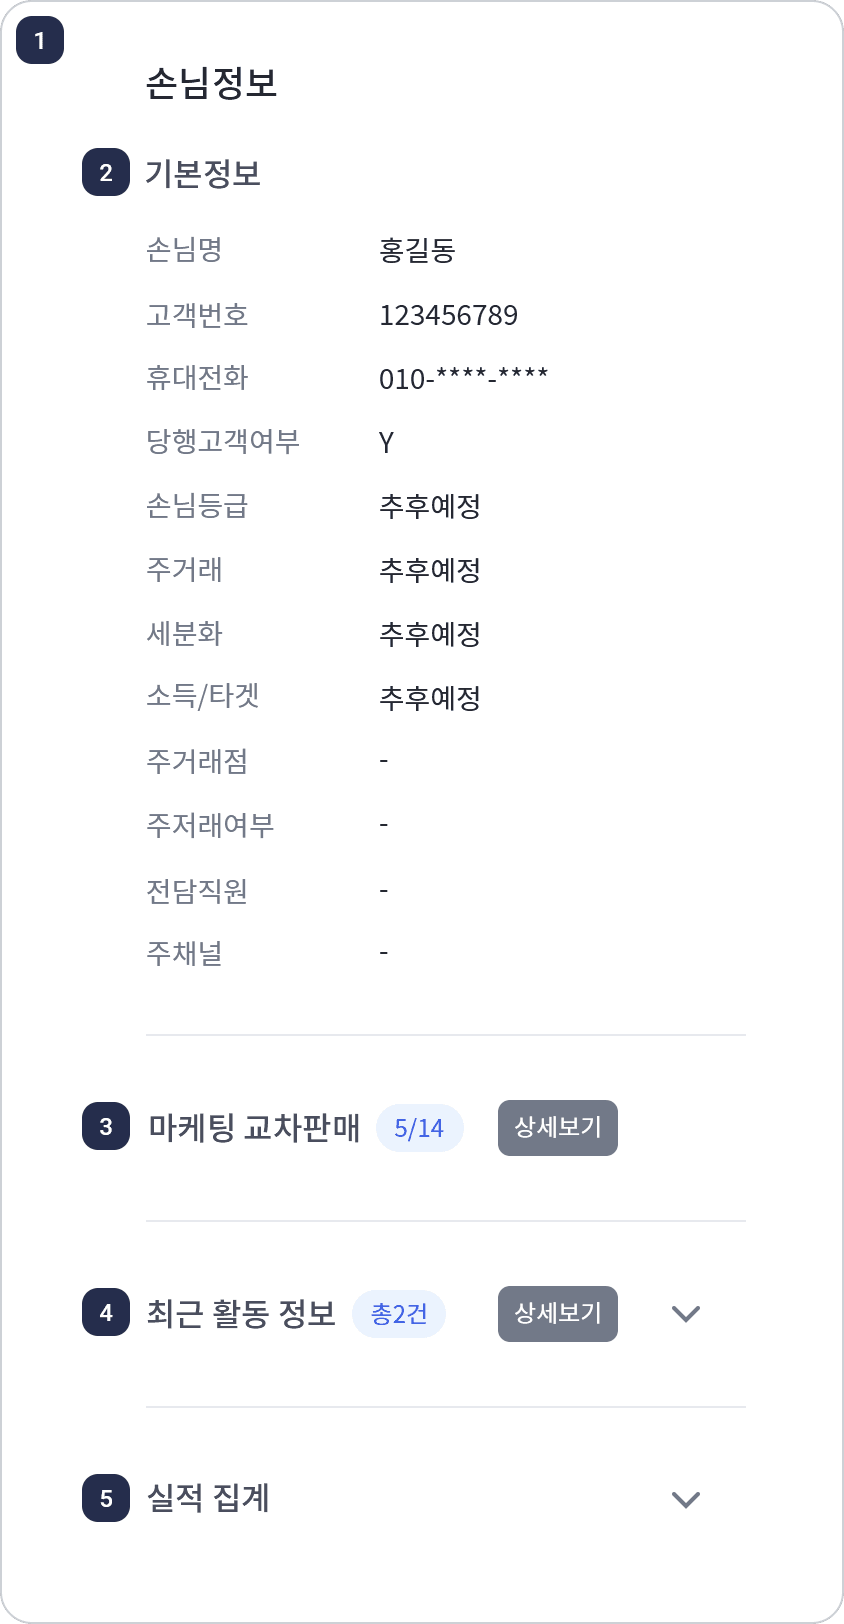 1
손님정보
2 기본정보
손님명 홍길동
고객번호 123456789
휴대전화 010-****-****
당행고객여부 Y
손님등급 추후예정
주거래 추후예정
세분화 추후예정
소득/타겟 추후예정
주거래점 -
주저래여부 -
전담직원 -
주채널 -
3 마케팅 교차판매 5/14 상세보기
4 최근 활동 정보 총2건 상세보기
5 실적 집계